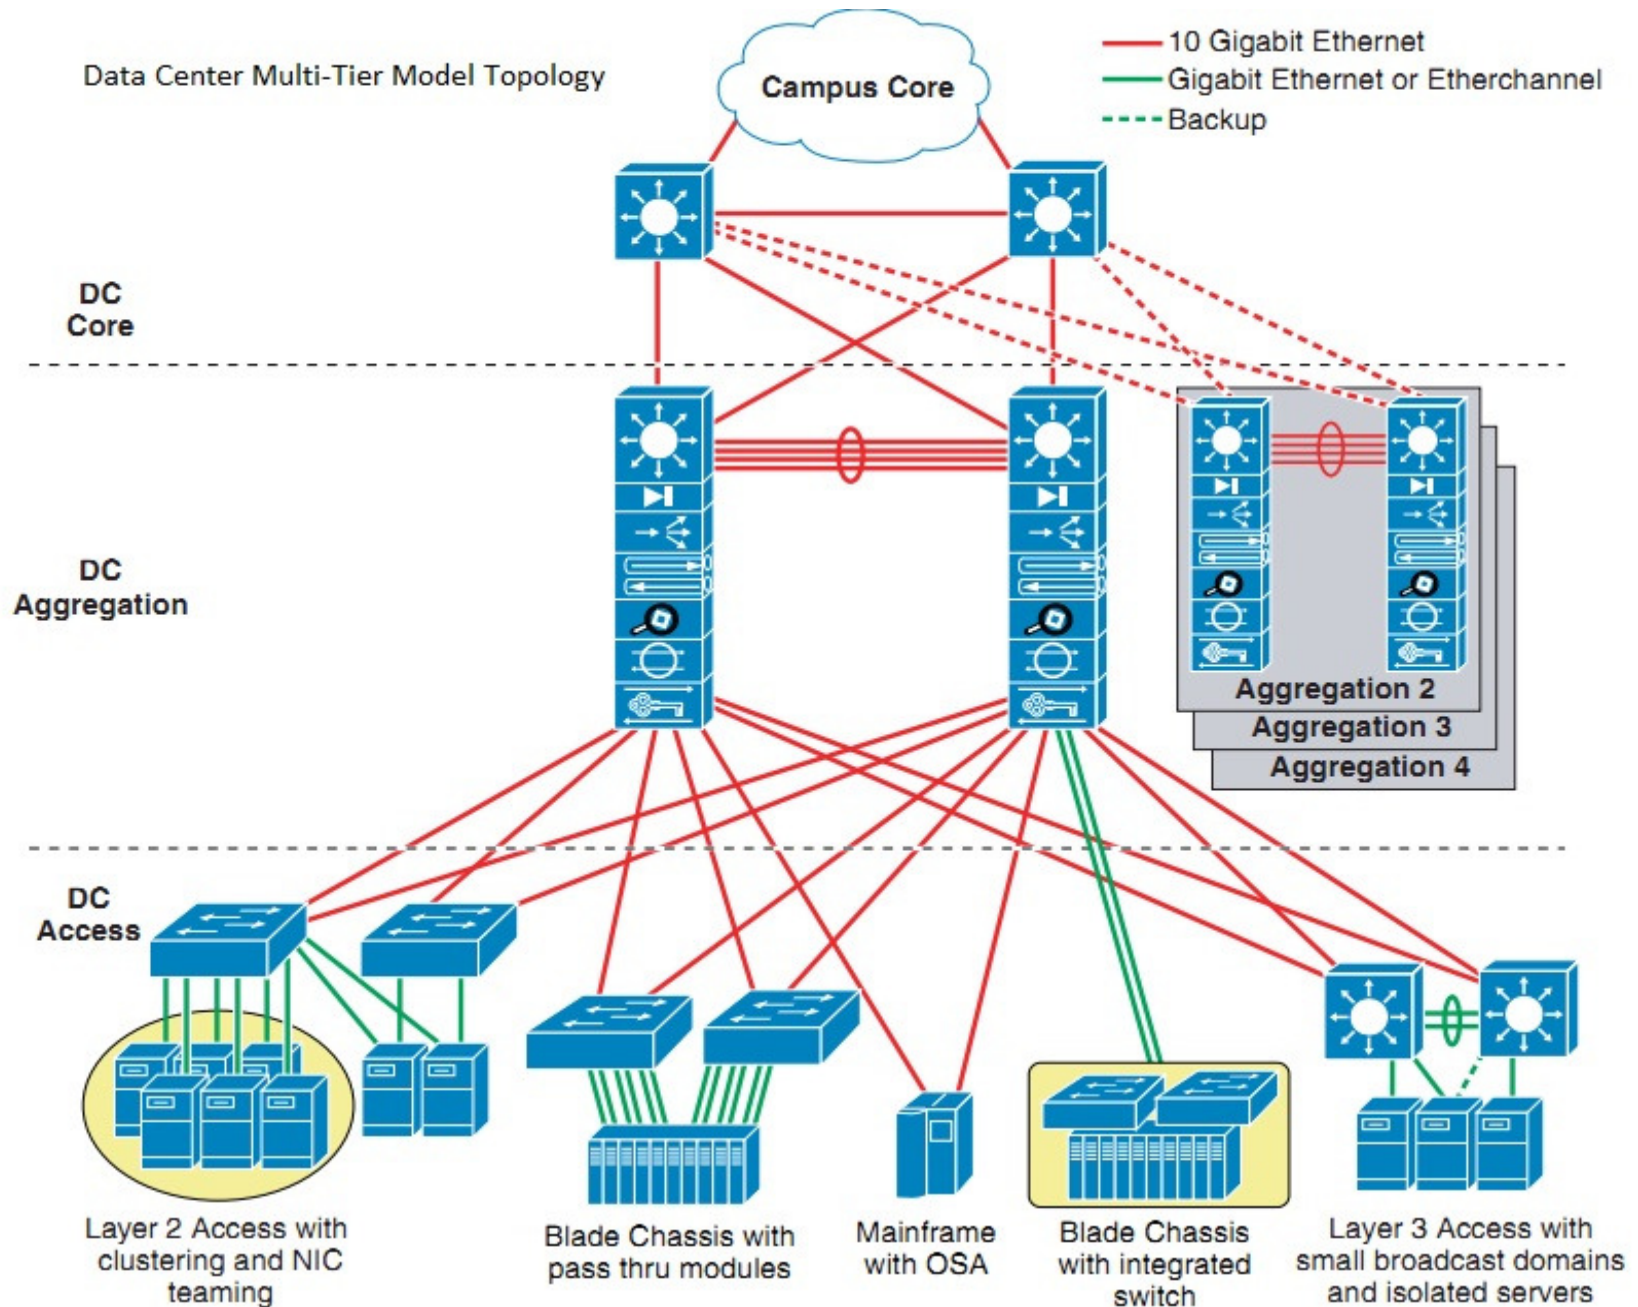 Data Center Multi-Tier Model Topology
Campus Core
10 Gigabit Ethernet
Gigabit Ethernet or Etherchannel
Backup
DC
Core
DC
Aggregation
Aggregation 2
Aggregation 3
Aggregation 4
DC
Access
Layer 2 Access with
clustering and NIC
teaming
Blade Chassis with
pass thru modules
Mainframe
with OSA
Blade Chassis
with integrated
switch
Layer 3 Access with
small broadcast domains
and isolated servers